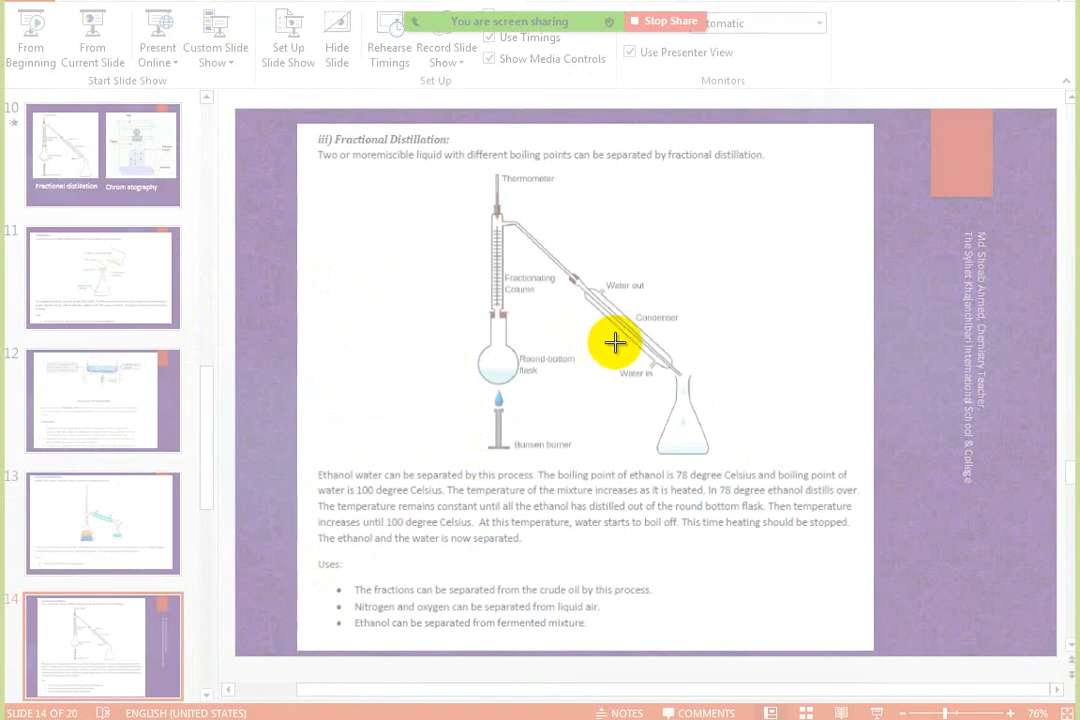 You are screen sharing
Stop Share
tomatic
From
Beginning
From
Current Slide
Present
Online
Custom Slide
Show
Set Up
Slide Show
Hide
Slide
Rehearse
Timings
Record Slide
Show
Use Timings
Show Media Controls
Use Presenter View
Start Slide Show
Set Up
Monitors
10
Fractional distillation
Chrom atography
11
12
13
14
iii) Fractional Distillation:
Two or moremiscible liquid with different boiling points can be separated by fractional distillation.
Thermometer
Fractionating
Column
Water out
Condenser
Round-bottom
flask
Water in
Bunsen burner
Ethanol water can be separated by this process. The boiling point of ethanol is 78 degree Celsius and boiling point of
water is 100 degree Celsius. The temperature of the mixture increases as it is heated. In 78 degree ethanol distills over.
The temperature remains constant until all the ethanol has distilled out of the round bottom flask. Then temperature
increases until 100 degree Celsius. At this temperature, water starts to boil off. This time heating should be stopped.
The ethanol and the water is now separated.
Uses:
The fractions can be separated from the crude oil by this process.
Nitrogen and oxygen can be separated from liquid air.
Ethanol can be separated from fermented mixture.
Md. Shoab Ahmed, Chemistry Teacher,
The Sylhet Khajanchibari International School & College
SLIDE 14 OF 20
ENGLISH (UNITED STATES)
NOTES
COMMENTS
76%